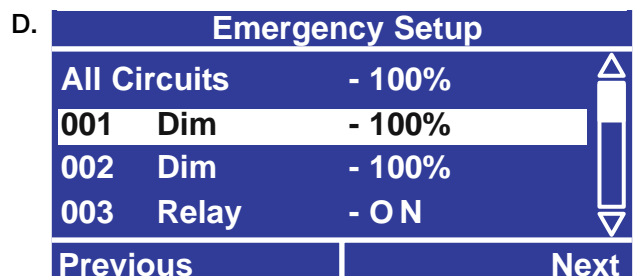 D.
Emergency Setup
All Circuits - 100%
001 Dim - 100%
002 Dim - 100%
003 Relay - ON
Previous Next